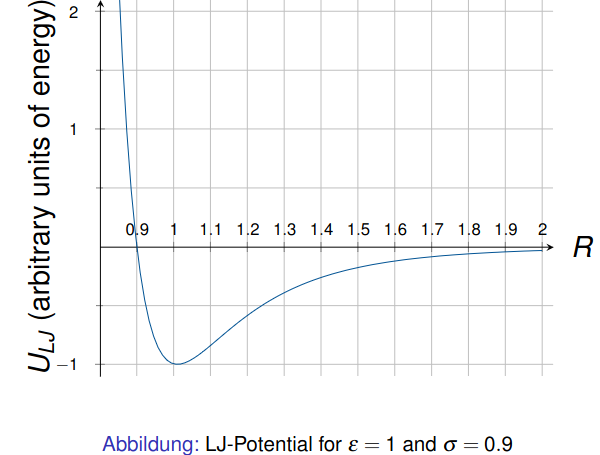 U_LJ (arbitrary units of energy)
2
1
0.9 1 1.1 1.2 1.3 1.4 1.5 1.6 1.7 1.8 1.9 2
R
−1
Abbildung: LJ-Potential for ε = 1 and σ = 0.9